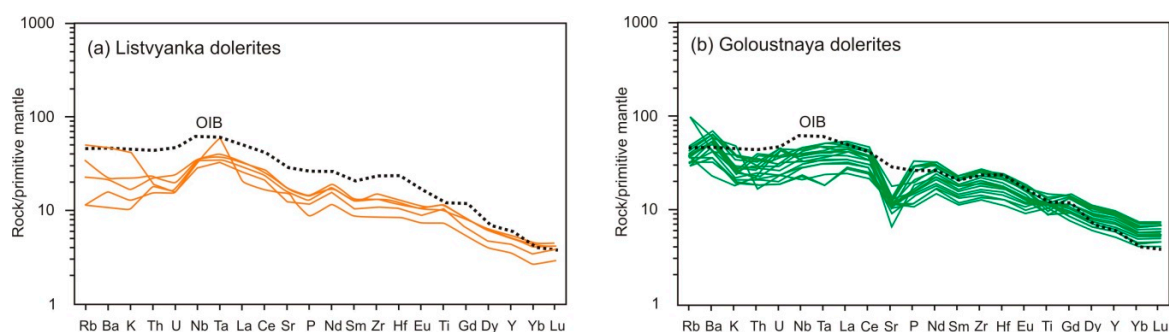 (a) Listvyanka dolerites
OIB
Rock/primitive mantle
1000
100
10
1
Rb Ba K Th U Nb Ta La Ce Sr P Nd Sm Zr Hf Eu Ti Gd Dy Y Yb Lu
(b) Goloustnaya dolerites
OIB
Rock/primitive mantle
1000
100
10
1
Rb Ba K Th U Nb Ta La Ce Sr P Nd Sm Zr Hf Eu Ti Gd Dy Y Yb Lu